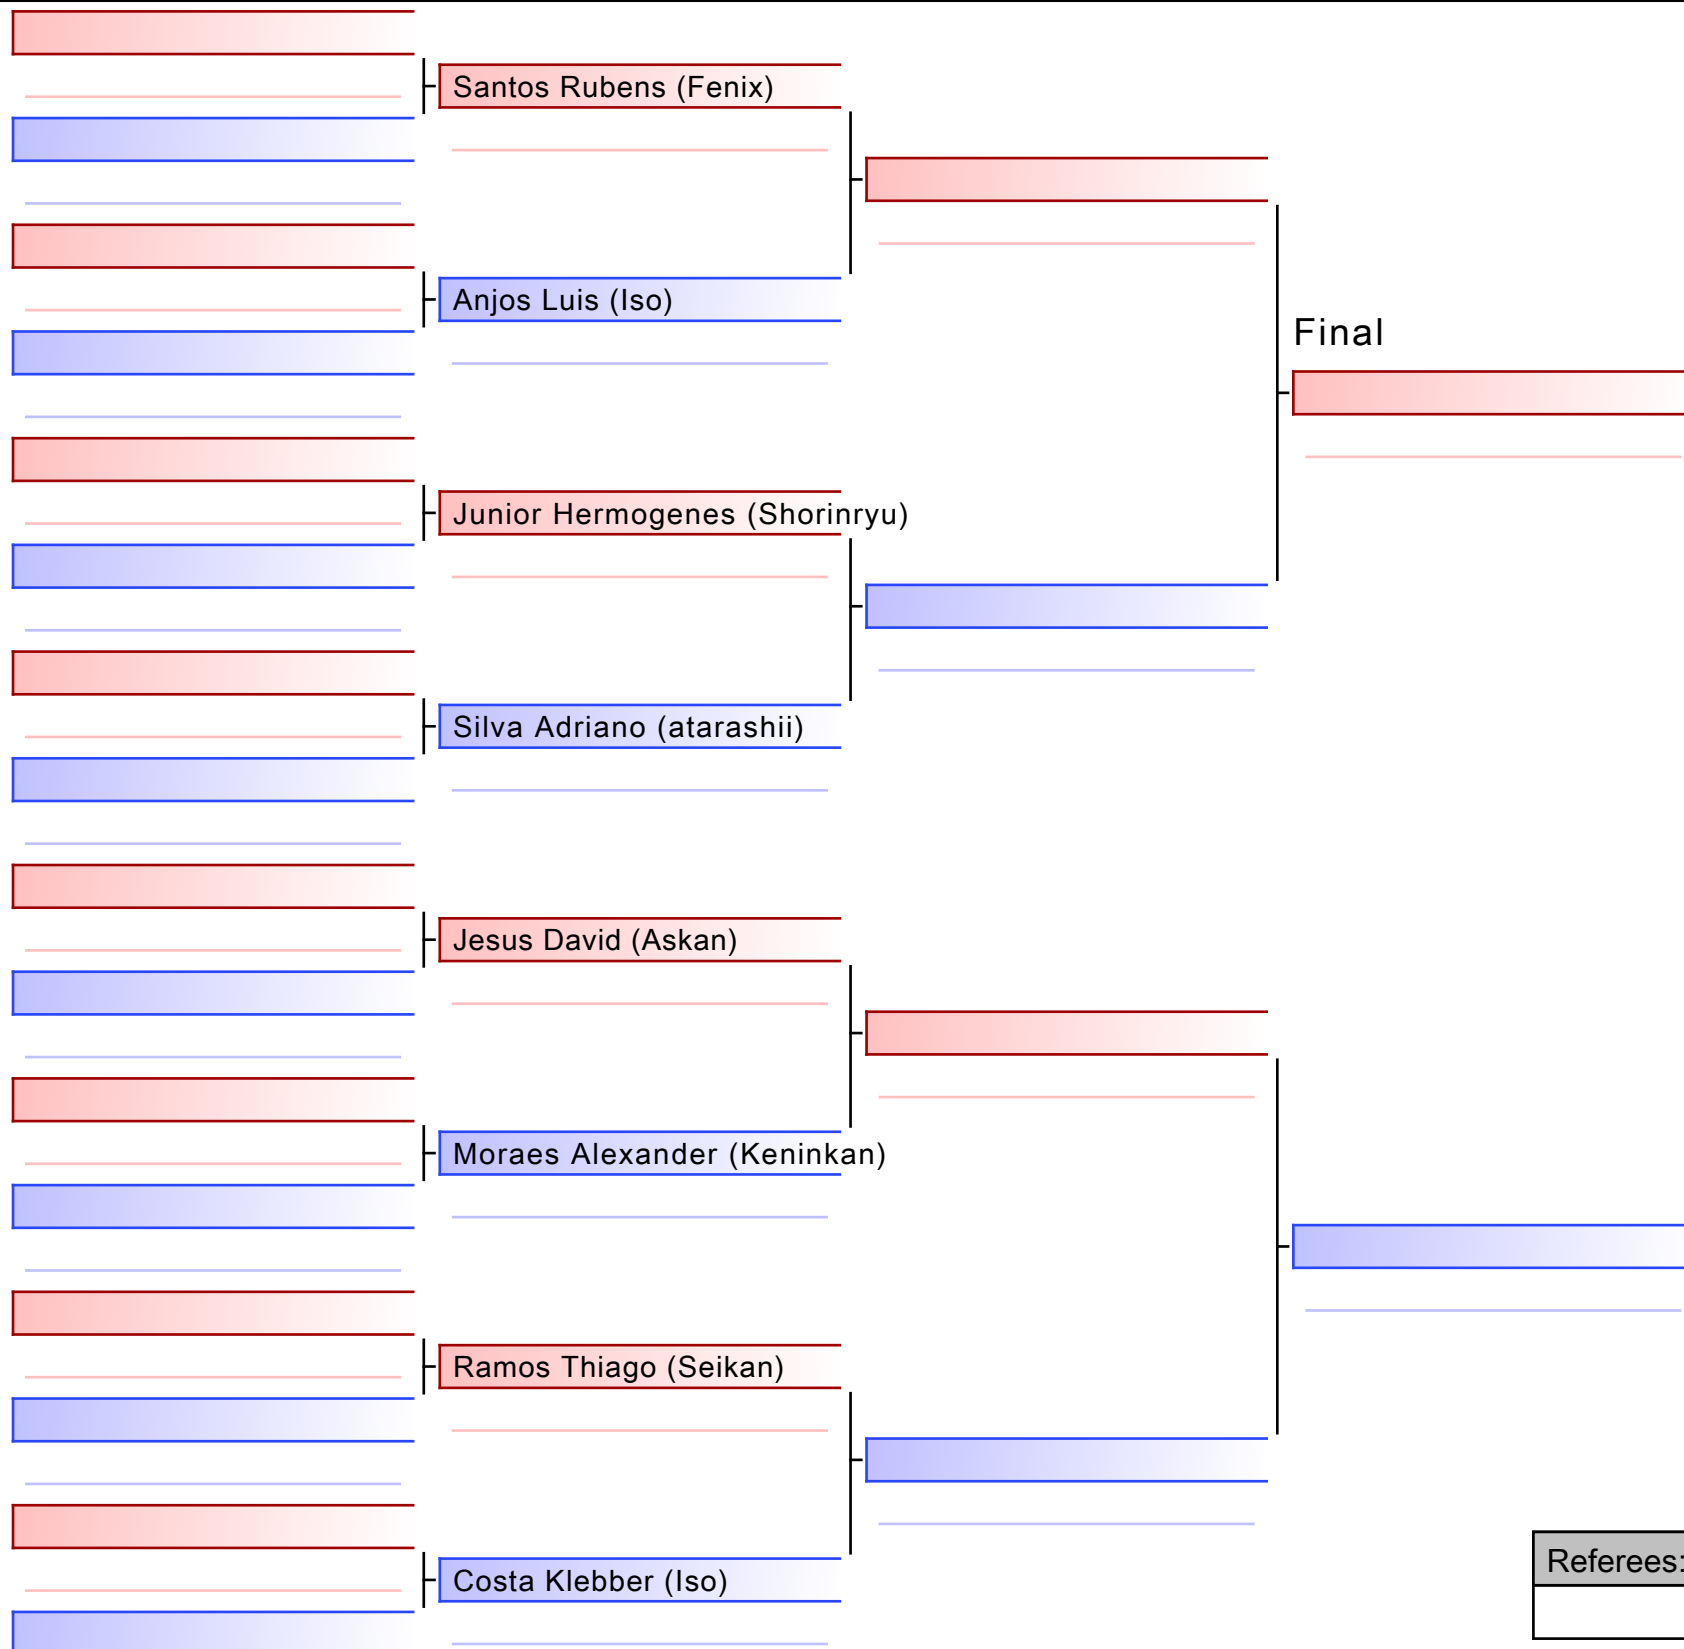 Santos Rubens (Fenix)
Anjos Luis (Iso)
Final
Junior Hermogenes (Shorinryu)
Silva Adriano (atarashii)
Jesus David (Askan)
Moraes Alexander (Keninkan)
Ramos Thiago (Seikan)
Costa Klebber (Iso)
Referees: